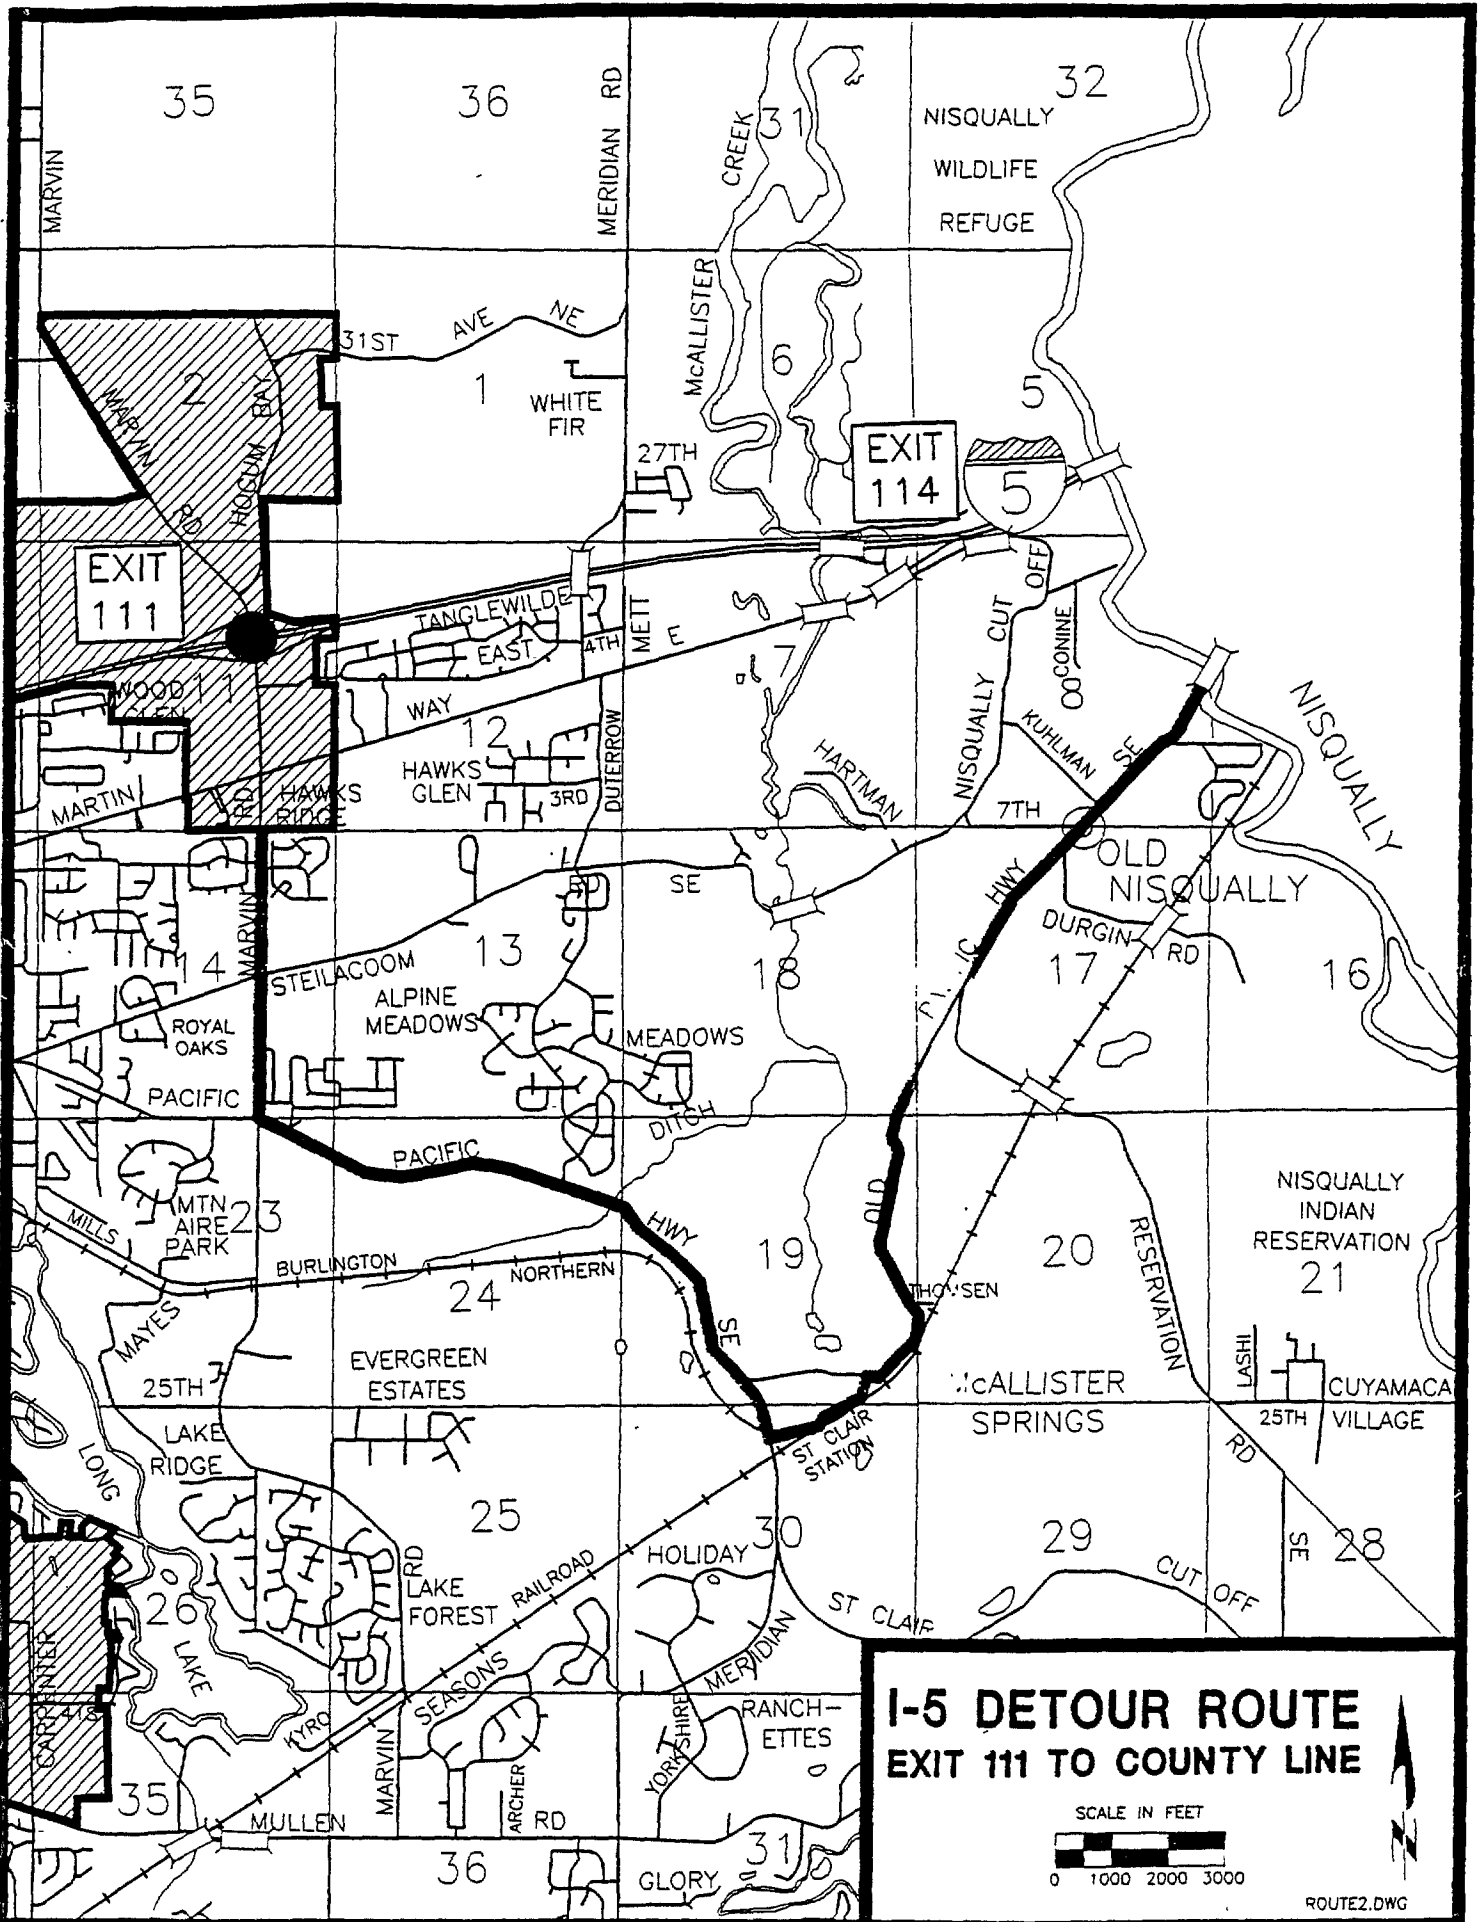 35
36
MERIDIAN RD
31
32
NISQUALLY
WILDLIFE
REFUGE
MARVIN
CREEK
McALLISTER
31ST AVE NE
2
1
6
5
WHITE
FIR
MARVIN RD
HOGUM BAY
27TH
EXIT
114
5
EXIT
111
TANGLEWILDE
EAST
4TH
METT
E
7
NISQUALLY CUT OFF
CONINE
NISQUALLY
WOOD
GLEN
11
MARTIN
WAY
12
HAWKS
GLEN
3RD
DUTERROW
HARTMAN
KUHLMAN
SE
7TH
RD
HAWKS
RIDGE
OLD
NISQUALLY
RD
SE
HWY
DURGIN
RD
MARVIN
14
STEILACOOM
13
18
17
16
ROYAL
OAKS
ALPINE
MEADOWS
MEADOWS
PACIFIC
DITCH
PACIFIC
HWY
SE
OLD
MTN
AIRE
PARK
23
MILLS
BURLINGTON
NORTHERN
24
19
20
NISQUALLY
INDIAN
RESERVATION
21
RESERVATION
RD
MAYES
25TH
EVERGREEN
ESTATES
LASHI
CUYAMACA
VILLAGE
25TH
McALLISTER
SPRINGS
LAKE
RIDGE
ST CLAIR
STATION
LONG
LAKE
25
30
29
28
SE
HOLIDAY
RD
LAKE
FOREST
RAILROAD
ST CLAIR
CUT OFF
26
CARPENTER
MERIDIAN
SEASONS
KYRO
MARVIN
YORKSHIRE
RANCH-
ETTES
35
MULLEN
ARCHER
RD
36
31
GLORY
I-5 DETOUR ROUTE
EXIT 111 TO COUNTY LINE
SCALE IN FEET
0 1000 2000 3000
N
ROUTE2.DWG